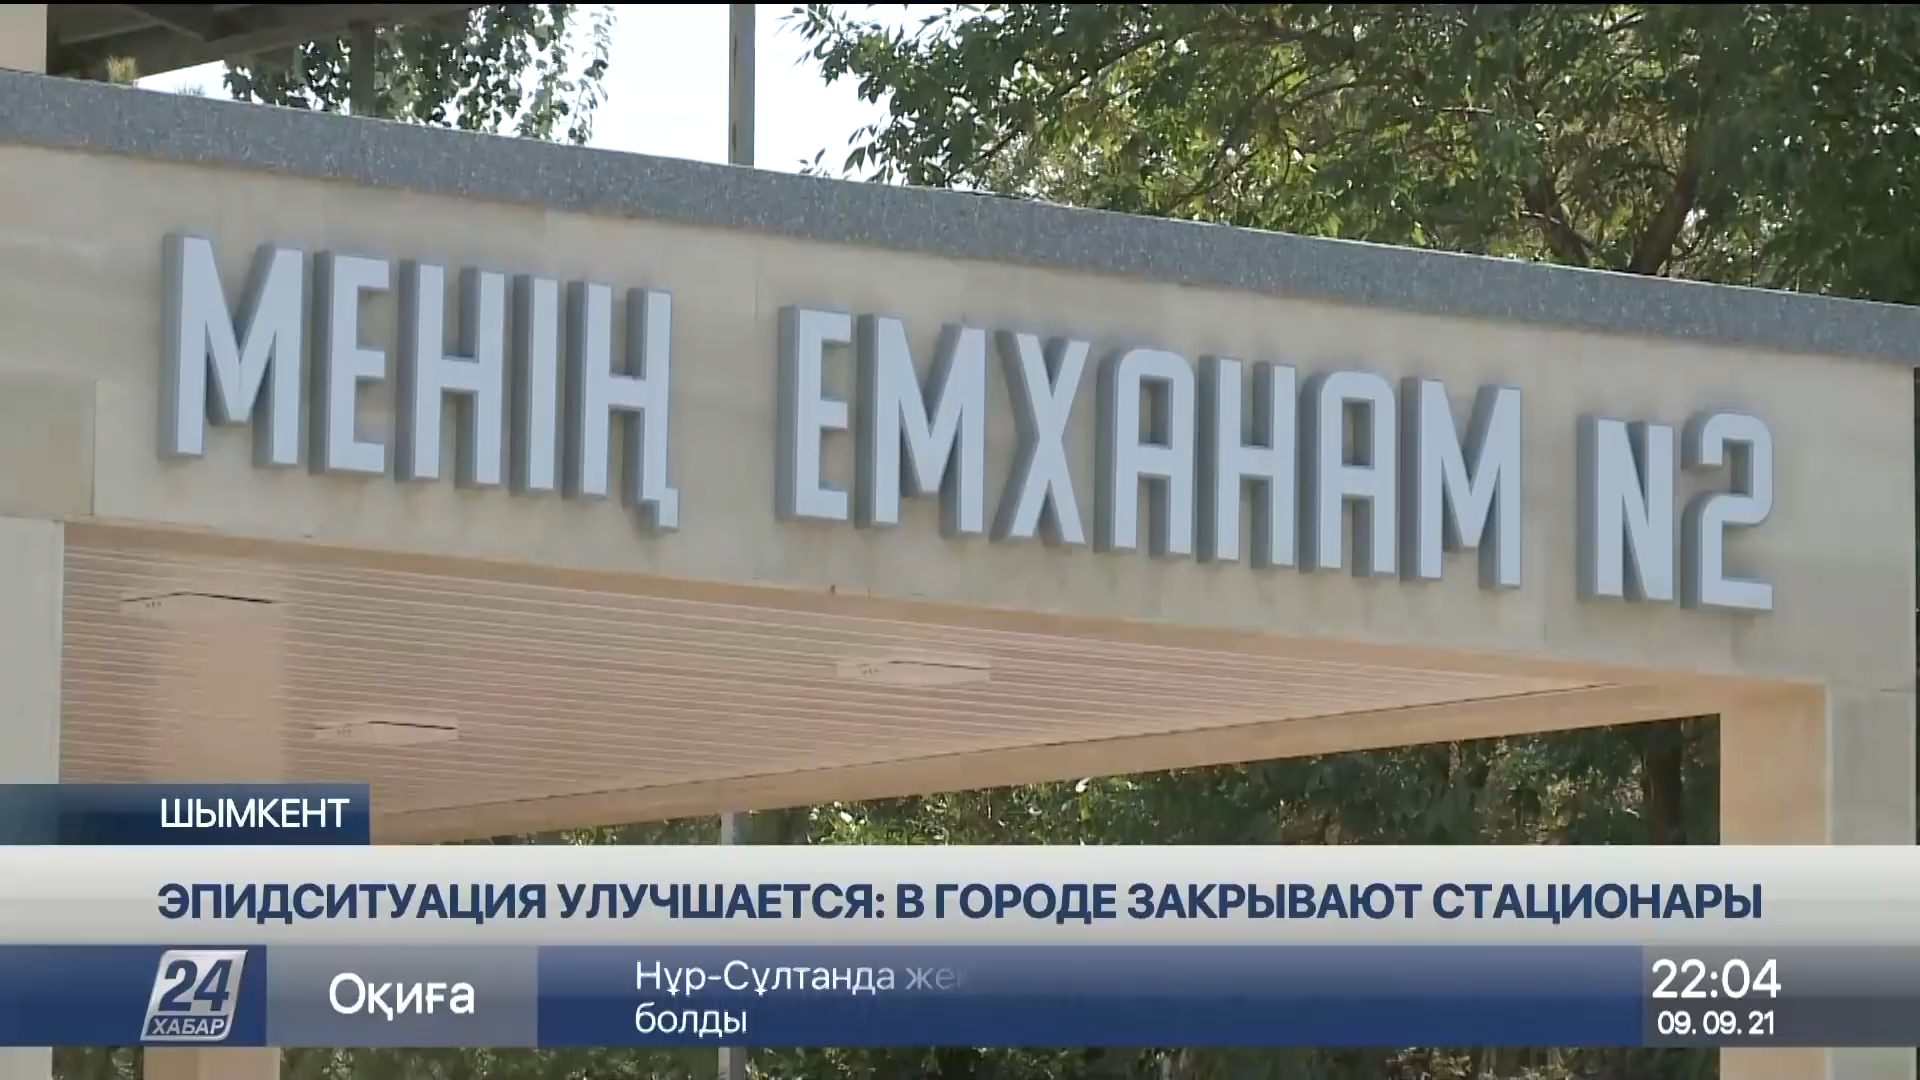 МЕНІҢ ЕМХАНАМ N2
ШЫМКЕНТ
ЭПИДСИТУАЦИЯ УЛУЧШАЕТСЯ: В ГОРОДЕ ЗАКРЫВАЮТ СТАЦИОНАРЫ
24
ХАБАР
Оқиға
Нұр-Сұлтанда
болды
22:04
09.09.21